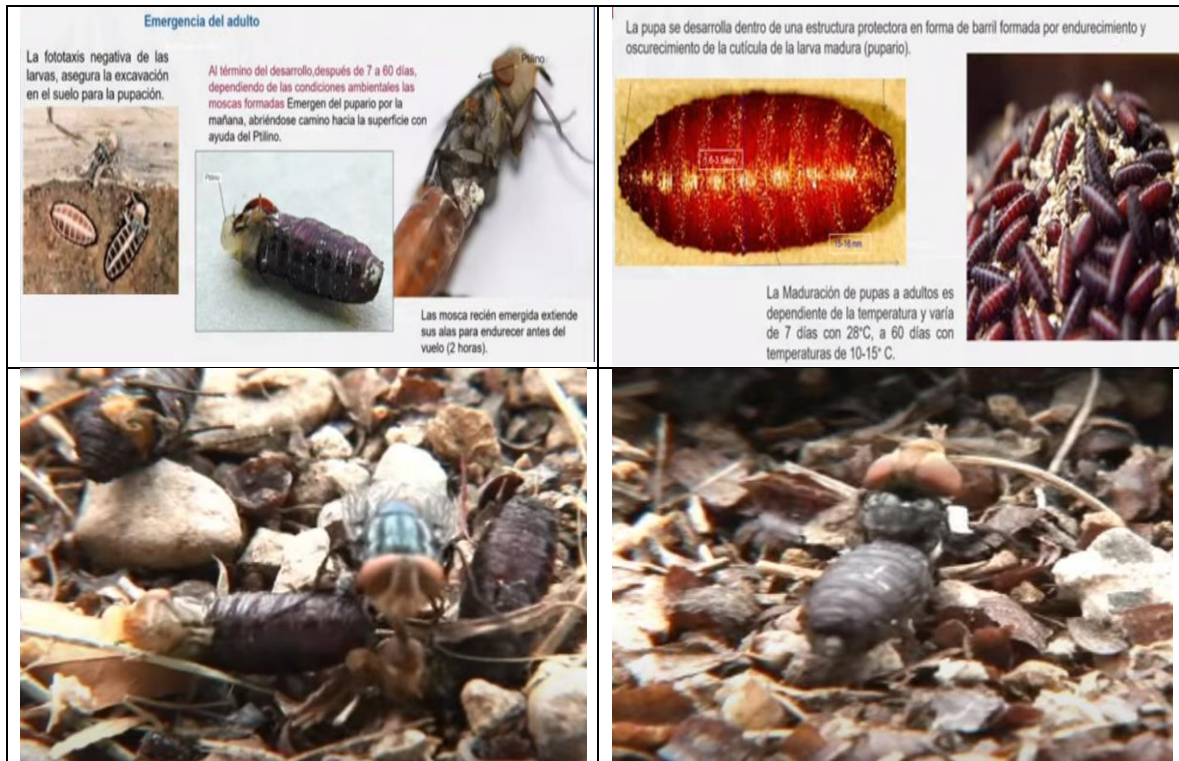 Emergencia del adulto
La fototaxis negativa de las
larvas, asegura la excavación
en el suelo para la pupación.
Al término del desarrollo,después de 7 a 60 días,
dependiendo de las condiciones ambientales las
moscas formadas Emergen del pupario por la
mañana, abriéndose camino hacia la superficie con
ayuda del Ptilino.
Ptilino
Ptilino
Las mosca recién emergida extiende
sus alas para endurecer antes del
vuelo (2 horas).
La pupa se desarrolla dentro de una estructura protectora en forma de barril formada por endurecimiento y
oscurecimiento de la cutícula de la larva madura (pupario).
La Maduración de pupas a adultos es
dependiente de la temperatura y varía
de 7 días con 28°C, a 60 días con
temperaturas de 10-15° C.